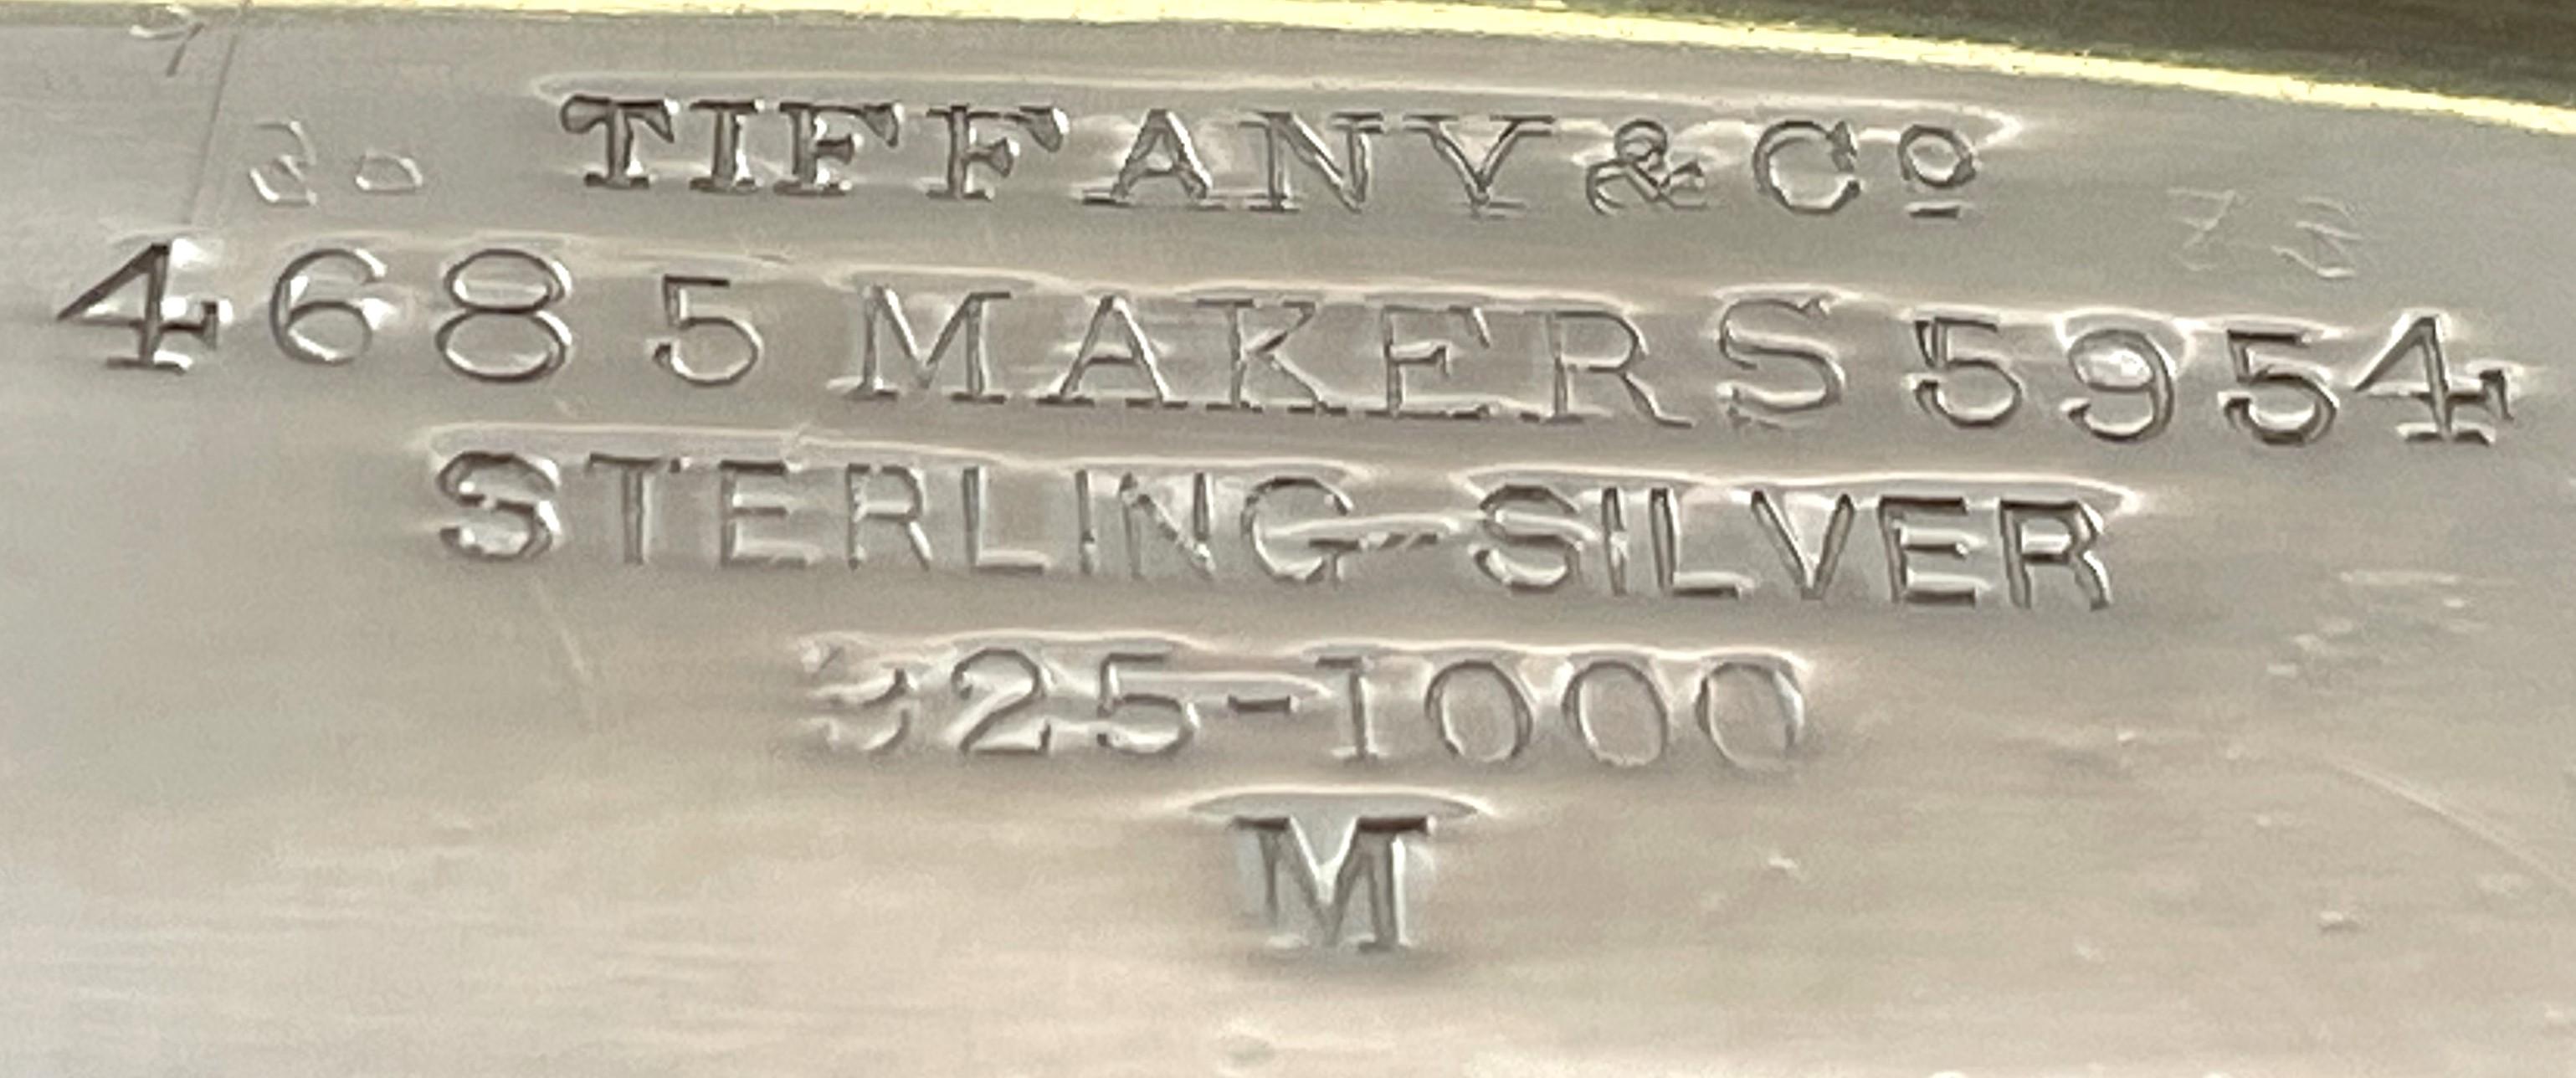 TIFFANY & Cº
4685 MAKERS 5954
STERLING-SILVER
925-1000
M